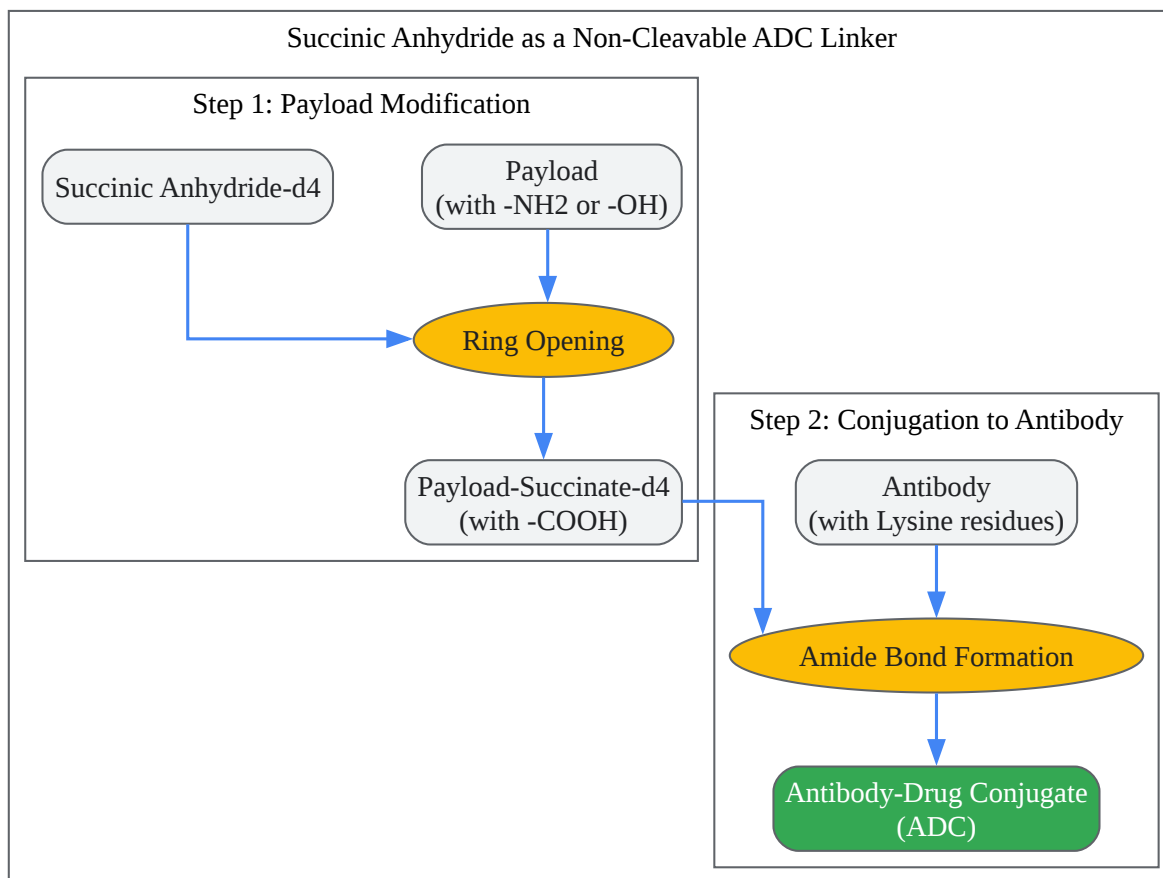 Succinic Anhydride as a Non-Cleavable ADC Linker
Step 1: Payload Modification
Succinic Anhydride-d4
Payload
(with -NH2 or -OH)
Ring Opening
Payload-Succinate-d4
(with -COOH)
Step 2: Conjugation to Antibody
Antibody
(with Lysine residues)
Amide Bond Formation
Antibody-Drug Conjugate
(ADC)